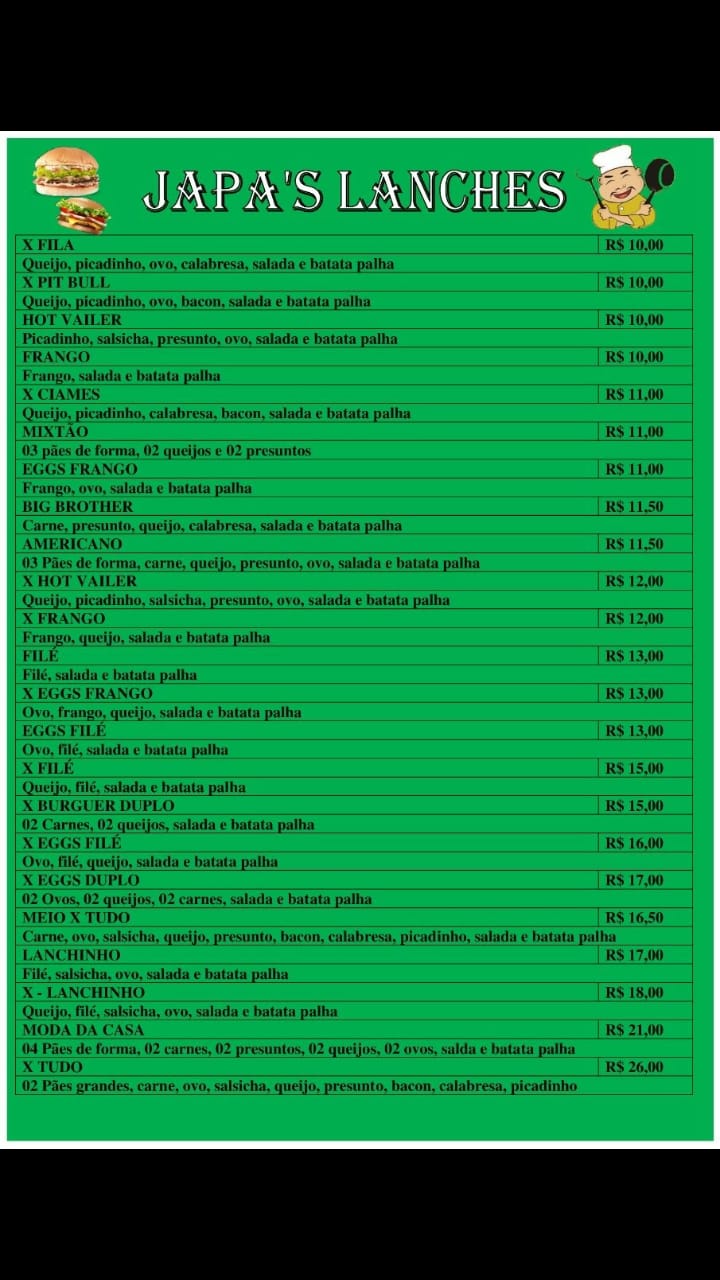 JAPA'S LANCHES
X FILA R$ 10,00
Queijo, picadinho, ovo, calabresa, salada e batata palha
X PIT BULL R$ 10,00
Queijo, picadinho, ovo, bacon, salada e batata palha
HOT VAILER R$ 10,00
Picadinho, salsicha, presunto, ovo, salada e batata palha
FRANGO R$ 10,00
Frango, salada e batata palha
X CIAMES R$ 11,00
Queijo, picadinho, calabresa, bacon, salada e batata palha
MIXTÃO R$ 11,00
03 pães de forma, 02 queijos e 02 presuntos
EGGS FRANGO R$ 11,00
Frango, ovo, salada e batata palha
BIG BROTHER R$ 11,50
Carne, presunto, queijo, calabresa, salada e batata palha
AMERICANO R$ 11,50
03 Pães de forma, carne, queijo, presunto, ovo, salada e batata palha
X HOT VAILER R$ 12,00
Queijo, picadinho, salsicha, presunto, ovo, salada e batata palha
X FRANGO R$ 12,00
Frango, queijo, salada e batata palha
FILÉ R$ 13,00
Filé, salada e batata palha
X EGGS FRANGO R$ 13,00
Ovo, frango, queijo, salada e batata palha
EGGS FILÉ R$ 13,00
Ovo, filé, salada e batata palha
X FILÉ R$ 15,00
Queijo, filé, salada e batata palha
X BURGUER DUPLO R$ 15,00
02 Carnes, 02 queijos, salada e batata palha
X EGGS FILÉ R$ 16,00
Ovo, filé, queijo, salada e batata palha
X EGGS DUPLO R$ 17,00
02 Ovos, 02 queijos, 02 carnes, salada e batata palha
MEIO X TUDO R$ 16,50
Carne, ovo, salsicha, queijo, presunto, bacon, calabresa, picadinho, salada e batata palha
LANCHINHO R$ 17,00
Filé, salsicha, ovo, salada e batata palha
X - LANCHINHO R$ 18,00
Queijo, filé, salsicha, ovo, salada e batata palha
MODA DA CASA R$ 21,00
04 Pães de forma, 02 carnes, 02 presuntos, 02 queijos, 02 ovos, salda e batata palha
X TUDO R$ 26,00
02 Pães grandes, carne, ovo, salsicha, queijo, presunto, bacon, calabresa, picadinho